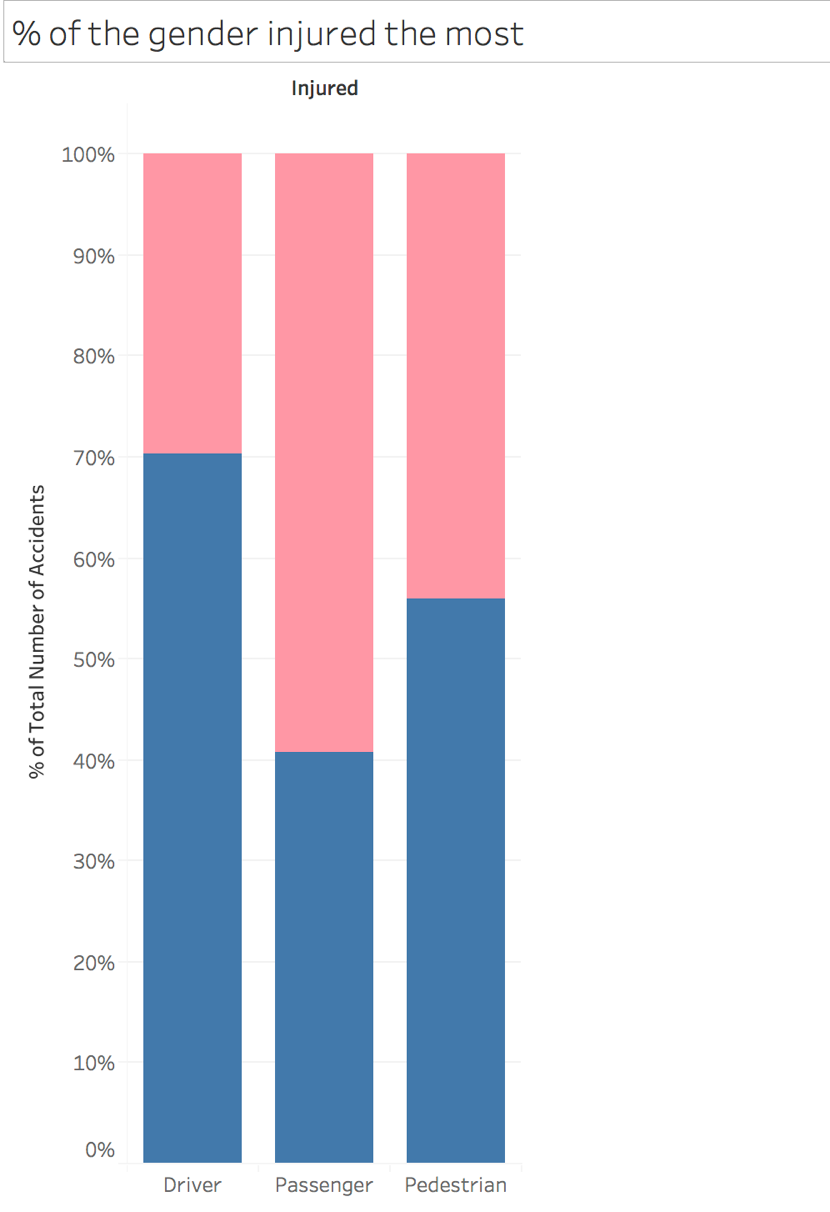 % of the gender injured the most
Injured
100%
90%
80%
70%
60%
50%
40%
30%
20%
10%
0%
% of Total Number of Accidents
Driver Passenger Pedestrian